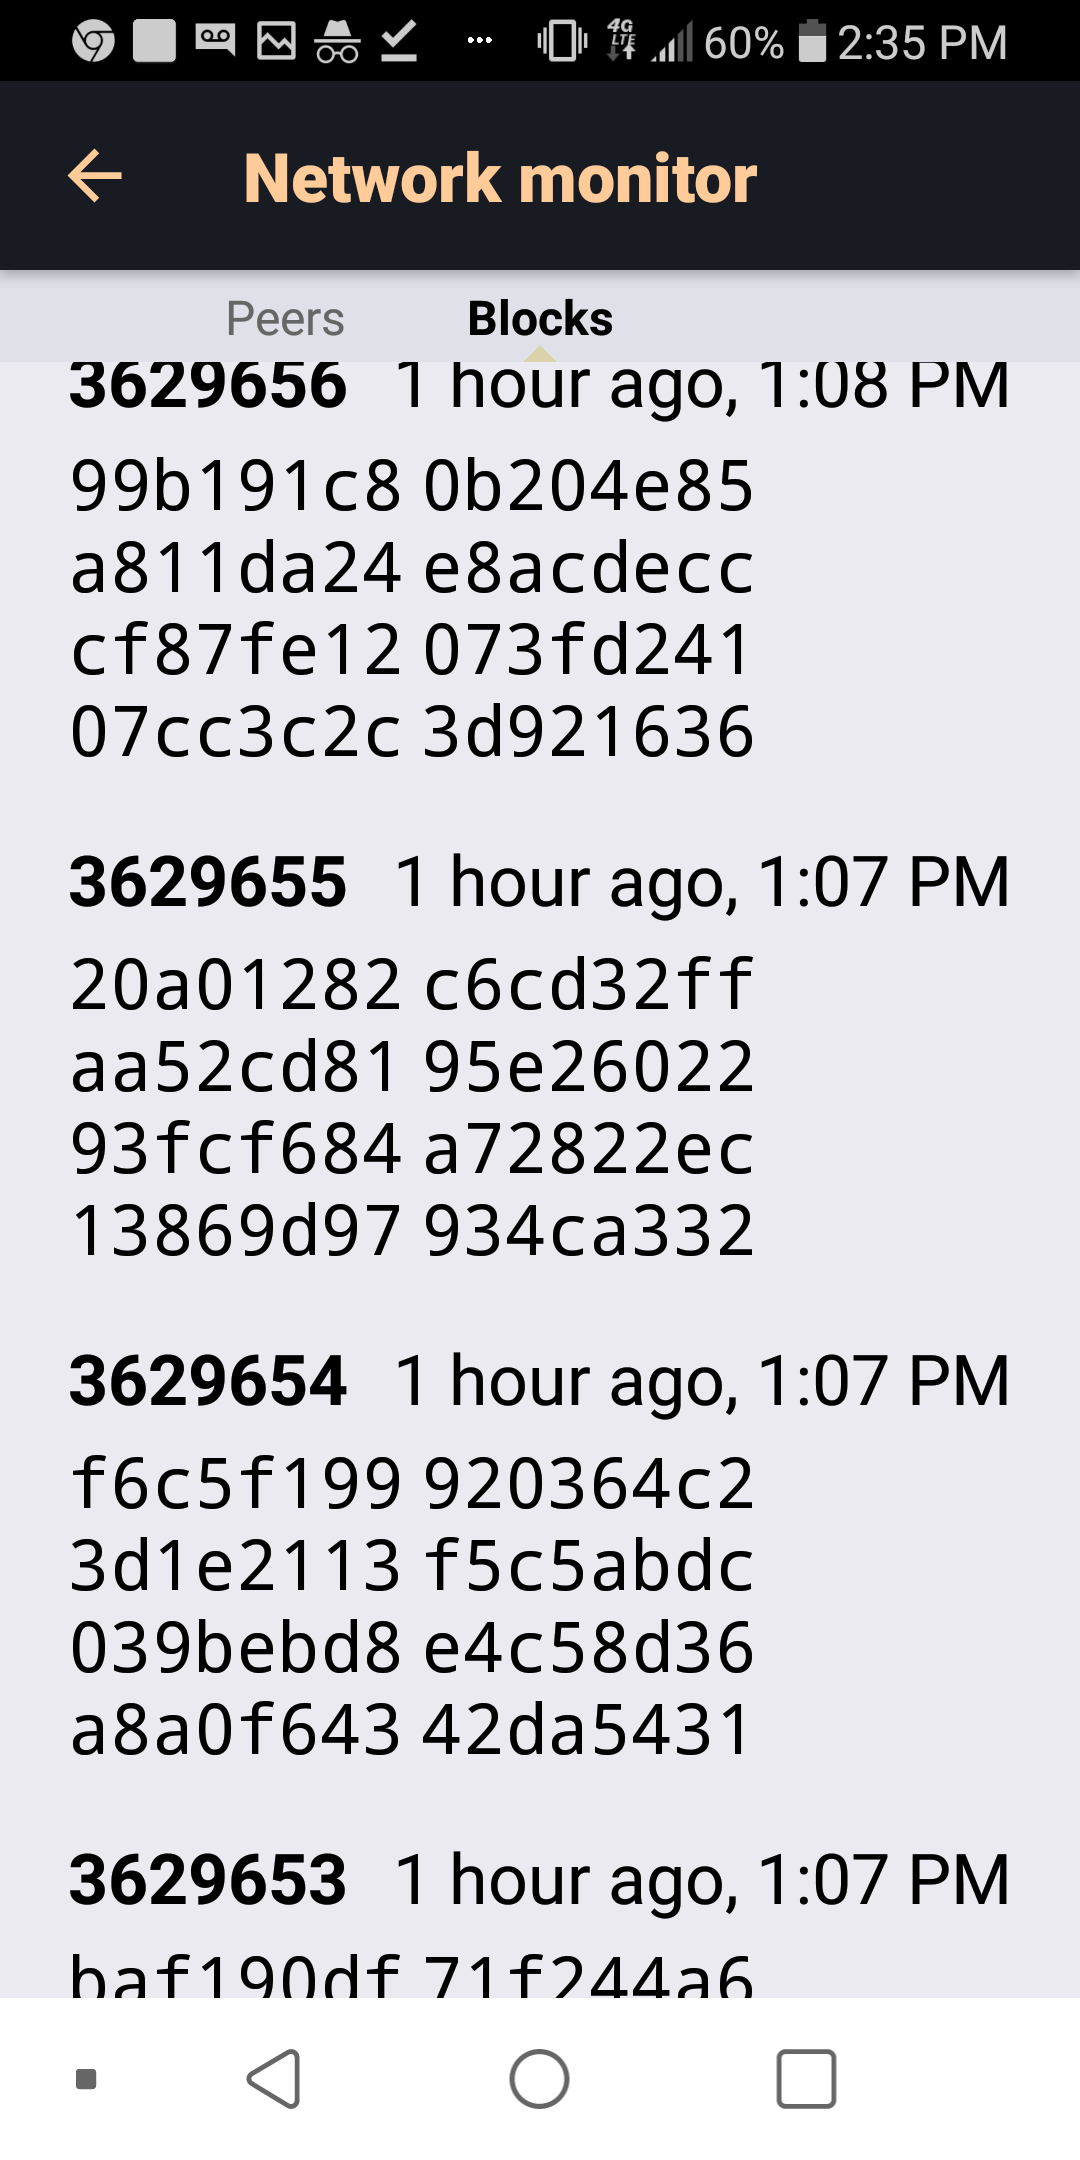 4G LTE 60% 2:35 PM
Network monitor
Peers Blocks
3629656 1 hour ago, 1:08 PM
99b191c8 0b204e85
a811da24 e8acdecc
cf87fe12 073fd241
07cc3c2c 3d921636
3629655 1 hour ago, 1:07 PM
20a01282 c6cd32ff
aa52cd81 95e26022
93fcf684 a72822ec
13869d97 934ca332
3629654 1 hour ago, 1:07 PM
f6c5f199 920364c2
3d1e2113 f5c5abdc
039bebd8 e4c58d36
a8a0f643 42da5431
3629653 1 hour ago, 1:07 PM
baf190df 71f244a6